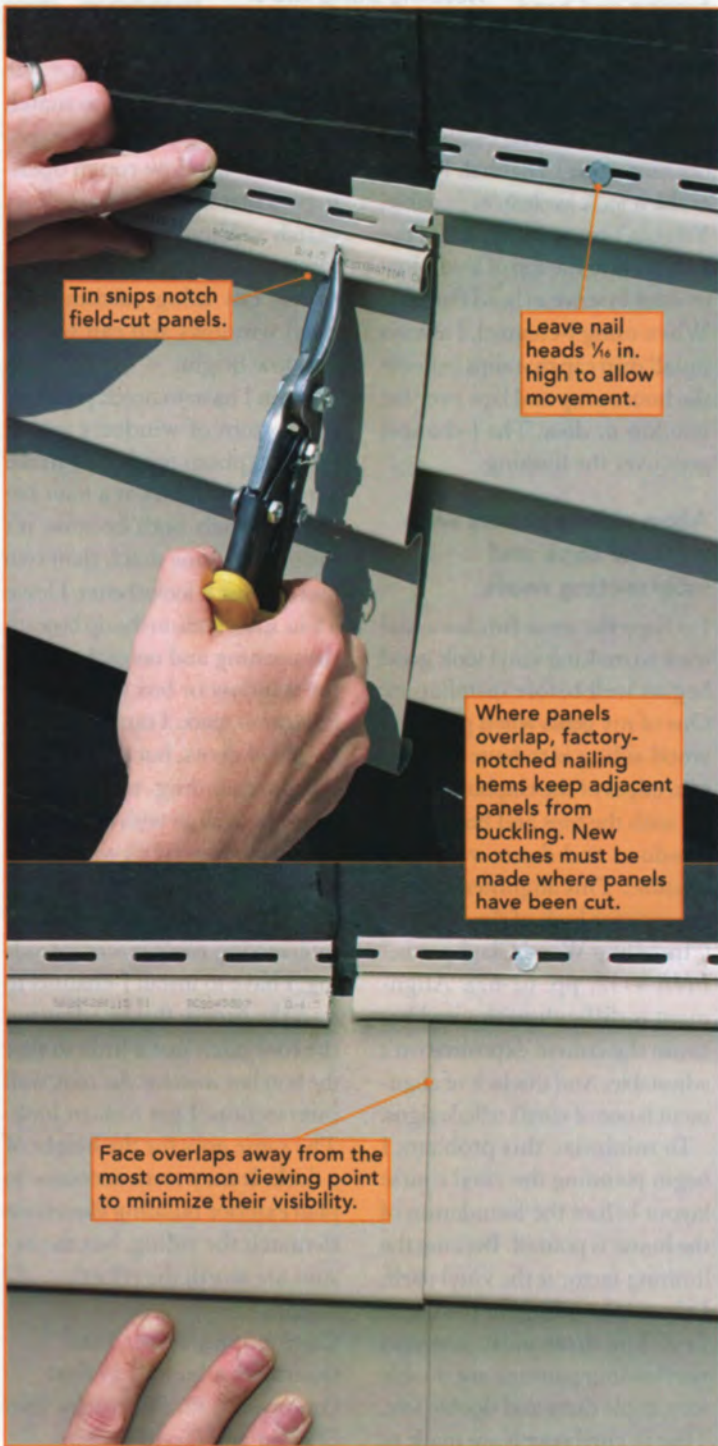 Tin snips notch
field-cut panels.
Leave nail
heads 1⁄16 in.
high to allow
movement.
Where panels
overlap, factory-
notched nailing
hems keep adjacent
panels from
buckling. New
notches must be
made where panels
have been cut.
Face overlaps away from the
most common viewing point
to minimize their visibility.